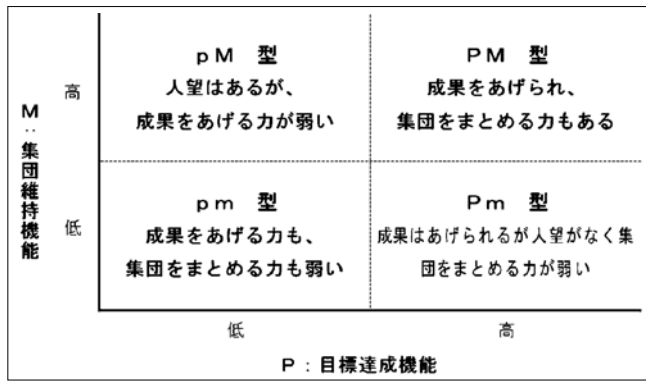 pM 型
人望はあるが、
成果をあげる力が弱い
PM 型
成果をあげられ、
集団をまとめる力もある
高
M：集団維持機能
低
pm 型
成果をあげる力も、
集団をまとめる力も弱い
Pm 型
成果はあげられるが人望がなく集
団をまとめる力が弱い
低
高
P：目標達成機能